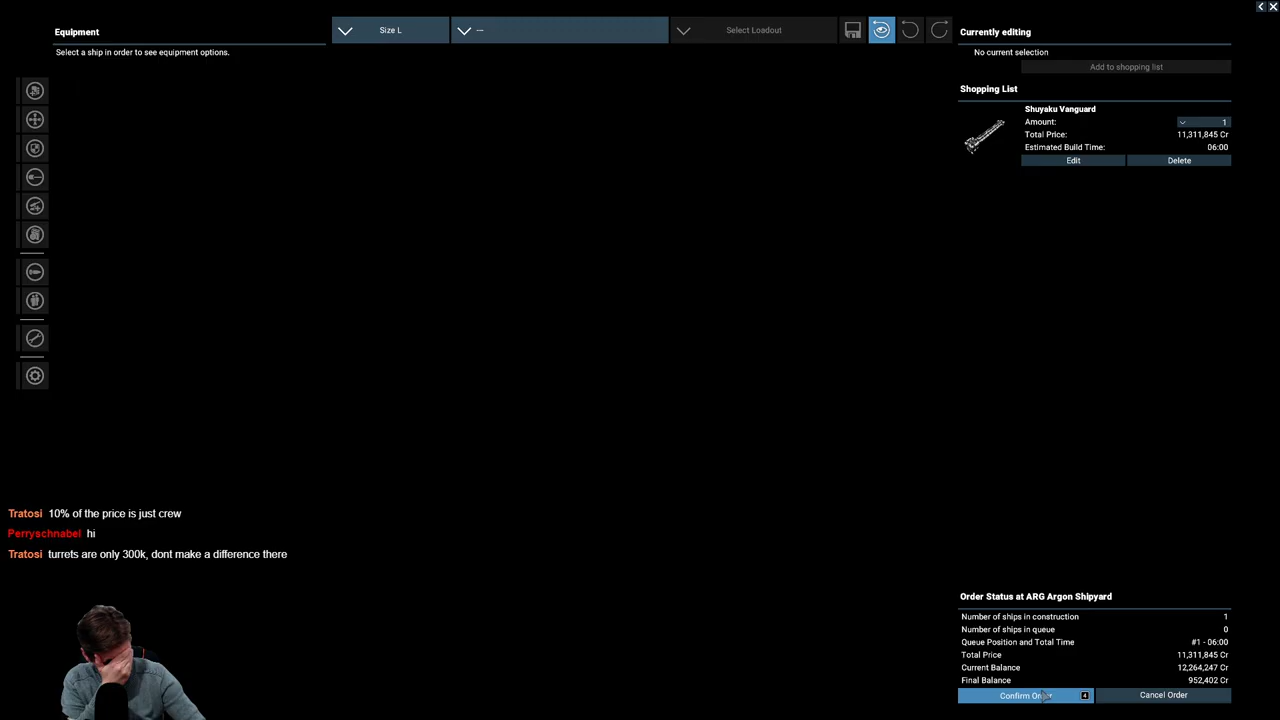 Equipment
Select a ship in order to see equipment options.
Size L
--
Select Loadout
Currently editing
No current selection
Add to shopping list
Shopping List
Shuyaku Vanguard
Amount: 1
Total Price: 11,311,845 Cr
Estimated Build Time: 06:00
Edit Delete
Tratosi 10% of the price is just crew
Perryschnabel hi
Tratosi turrets are only 300k, dont make a difference there
Order Status at ARG Argon Shipyard
Number of ships in construction 1
Number of ships in queue 0
Queue Position and Total Time #1 - 06:00
Total Price 11,311,845 Cr
Current Balance 12,264,247 Cr
Final Balance 952,402 Cr
Confirm Order 4 Cancel Order